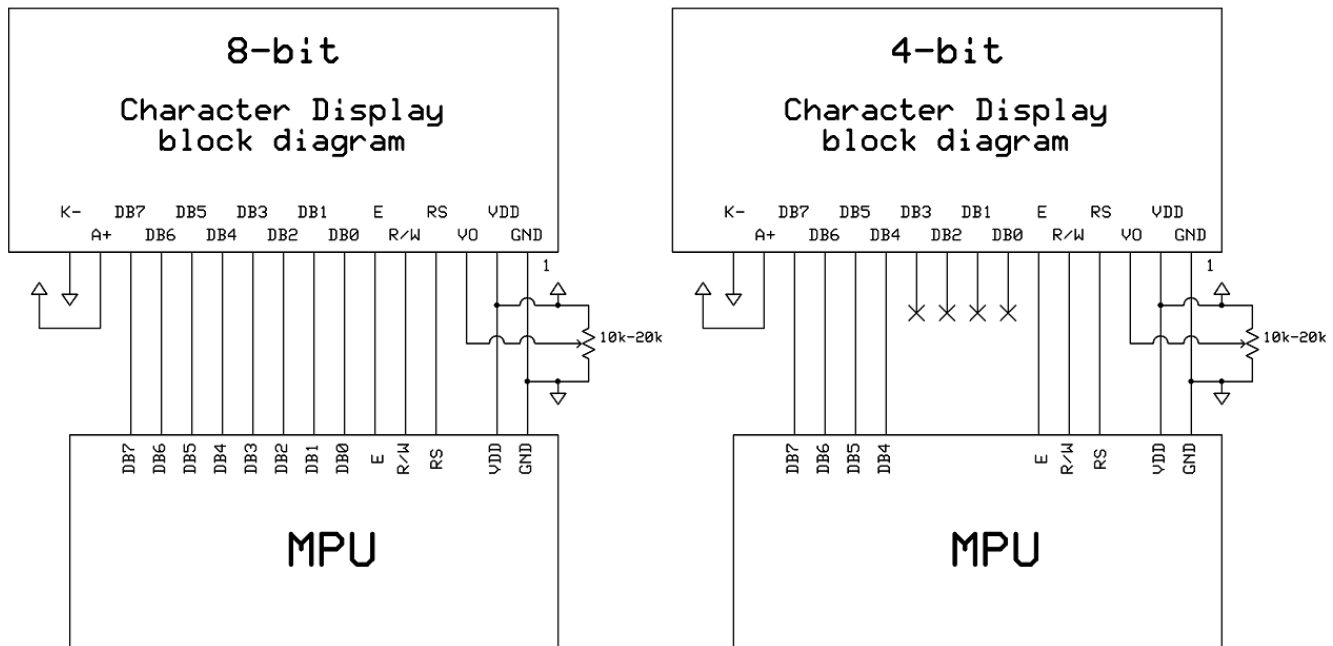 8-bit
Character Display
block diagram
K- DB7 DB5 DB3 DB1 E RS VDD
A+ DB6 DB4 DB2 DB0 R/W VO GND
1
10k-20k
DB7 DB6 DB5 DB4 DB3 DB2 DB1 DB0 E R/W RS VDD GND
MPU
4-bit
Character Display
block diagram
K- DB7 DB5 DB3 DB1 E RS VDD
A+ DB6 DB4 DB2 DB0 R/W VO GND
1
10k-20k
DB7 DB6 DB5 DB4 E R/W RS VDD GND
MPU